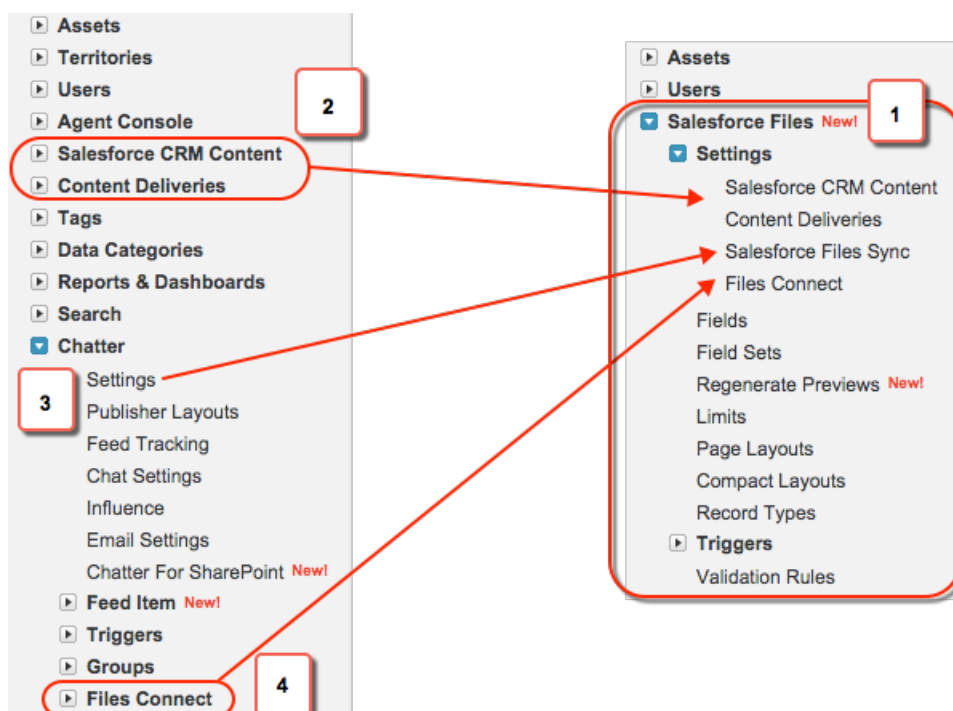 Assets
Territories
Users
2
Agent Console
Salesforce CRM Content
Content Deliveries
Tags
Data Categories
Reports & Dashboards
Search
Chatter
Settings
3
Publisher Layouts
Feed Tracking
Chat Settings
Influence
Email Settings
Chatter For SharePoint New!
Feed Item New!
Triggers
Groups
4
Files Connect
Assets
Users
1
Salesforce Files New!
Settings
Salesforce CRM Content
Content Deliveries
Salesforce Files Sync
Files Connect
Fields
Field Sets
Regenerate Previews New!
Limits
Page Layouts
Compact Layouts
Record Types
Triggers
Validation Rules